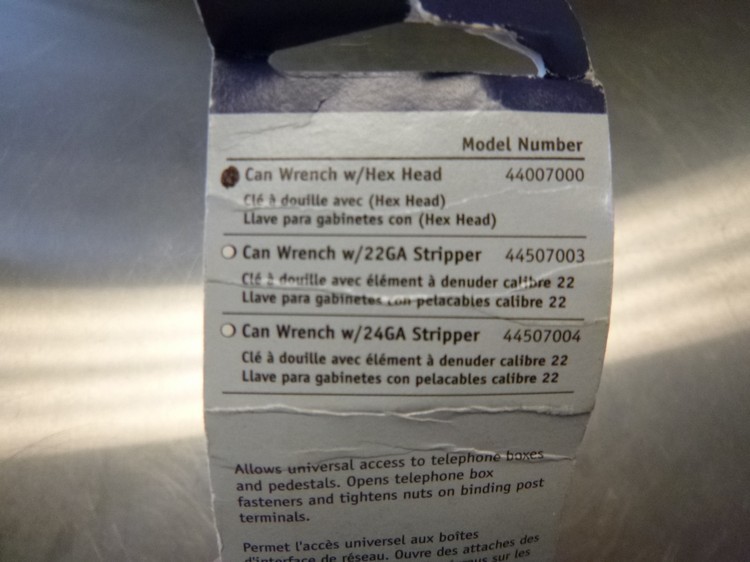 Model Number
Can Wrench w/Hex Head 44007000
Clé à douille avec (Hex Head)
Llave para gabinetes con (Hex Head)
Can Wrench w/22GA Stripper 44507003
Clé à douille avec élément à denuder calibre 22
Llave para gabinetes con pelacables calibre 22
Can Wrench w/24GA Stripper 44507004
Clé à douille avec élément à denuder calibre 22
Llave para gabinetes con pelacables calibre 22
Allows universal access to telephone boxes
and pedestals. Opens telephone box
fasteners and tightens nuts on binding post
terminals.
Permet l'accès universel aux boîtes
d'interface de réseau. Ouvre des attaches des
sur les